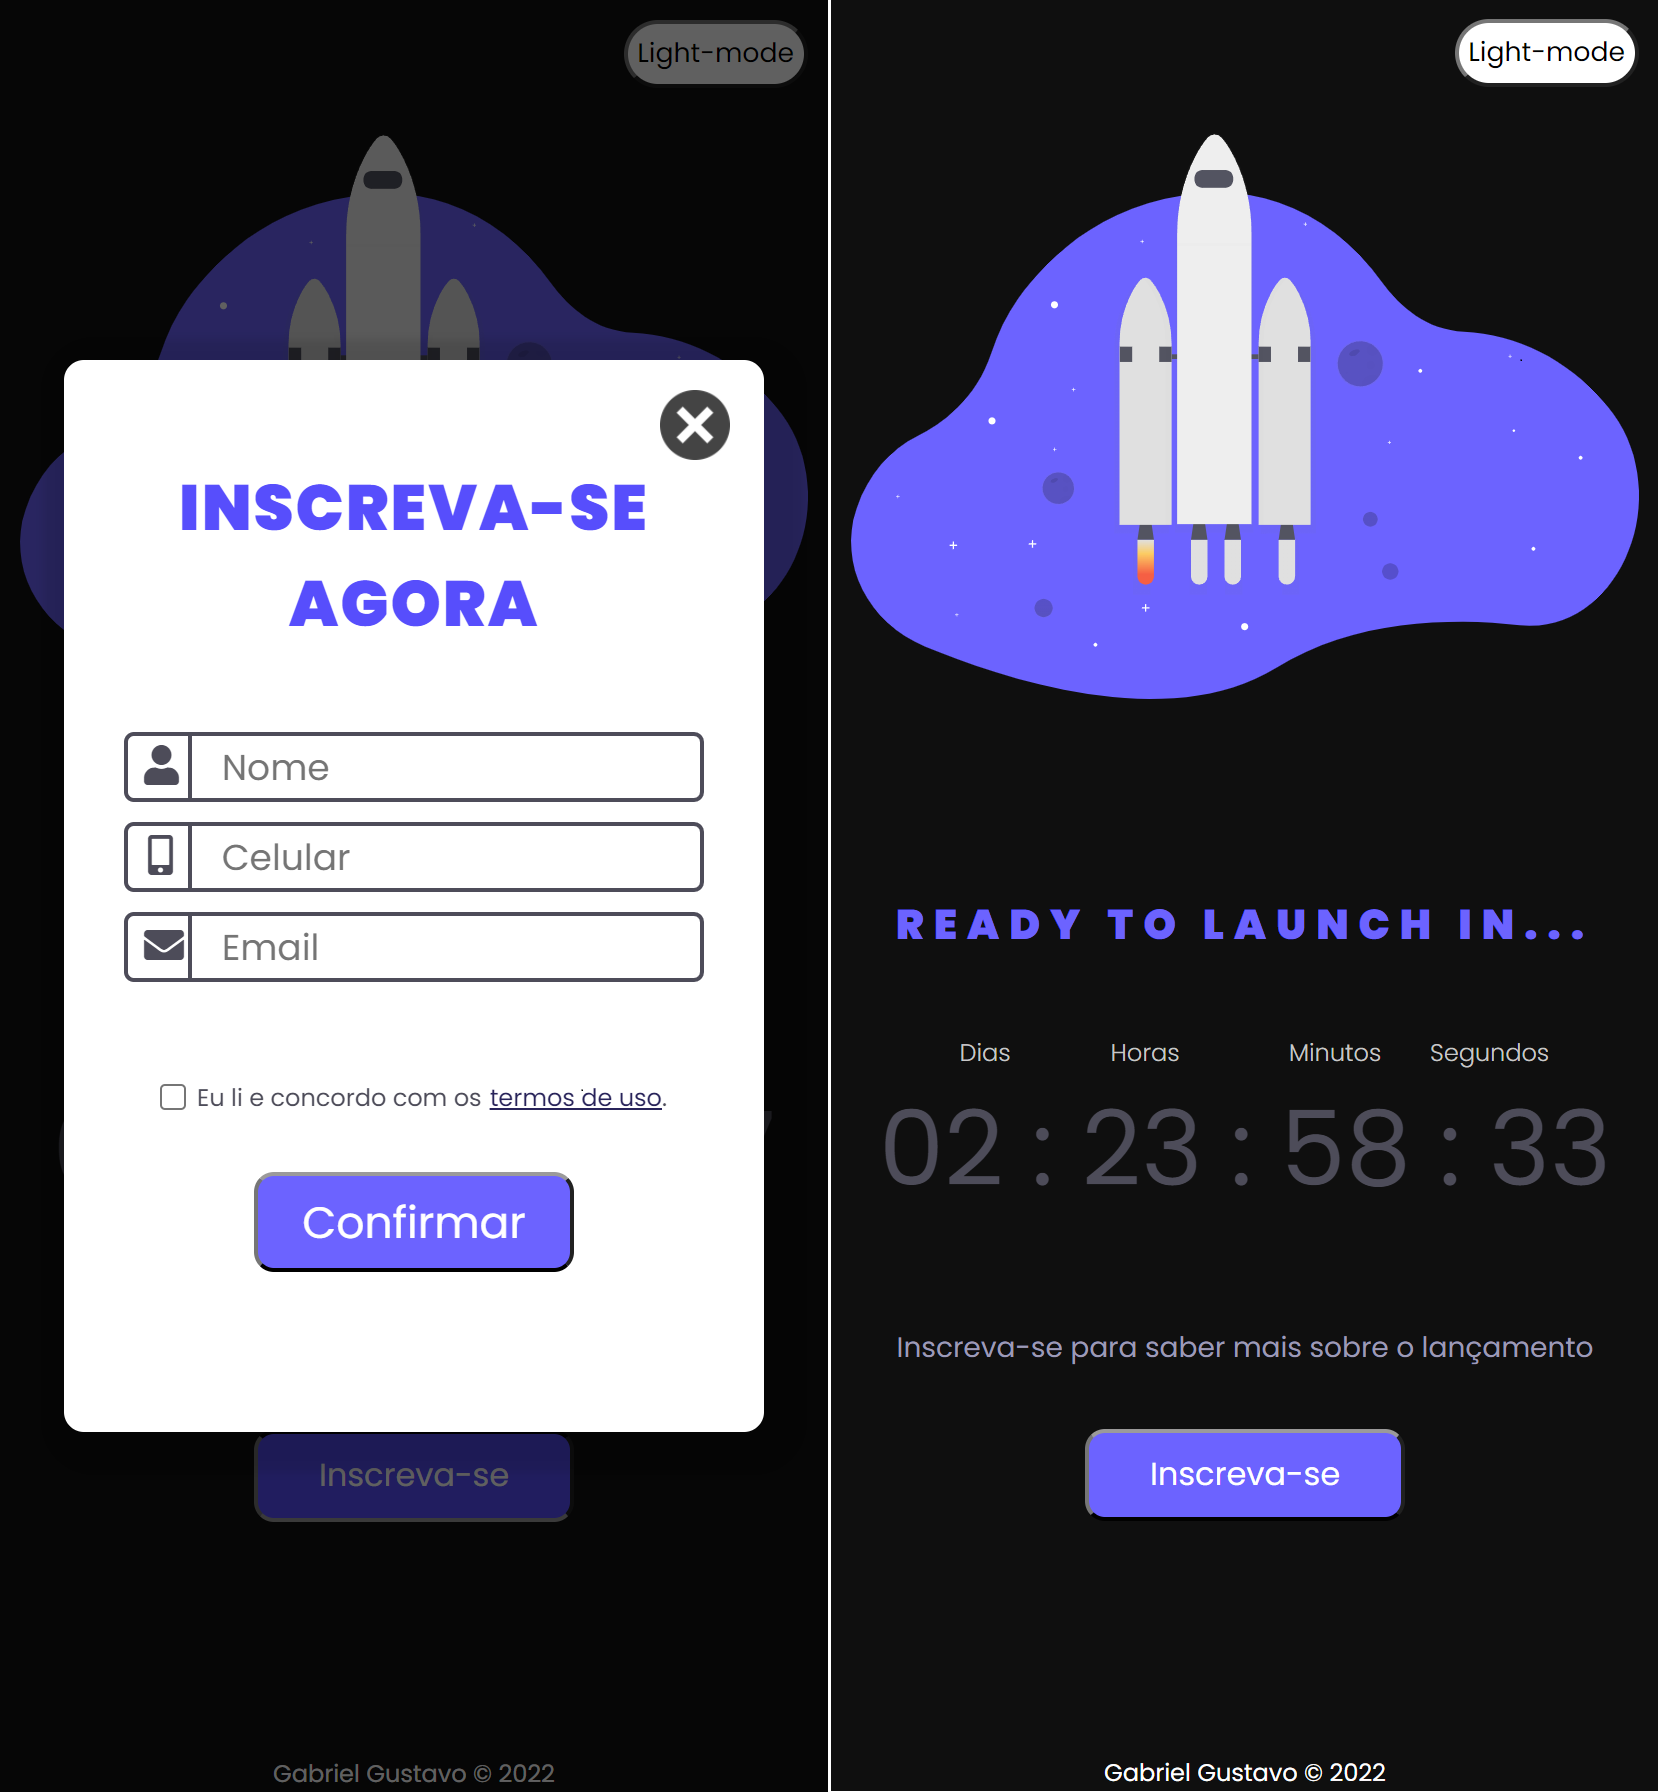 Light-mode
INSCREVA-SE
AGORA
Nome
Celular
Email
Eu li e concordo com os termos de uso.
Confirmar
Inscreva-se
Gabriel Gustavo © 2022
Light-mode
READY TO LAUNCH IN...
Dias Horas Minutos Segundos
02 : 23 : 58 : 33
Inscreva-se para saber mais sobre o lançamento
Inscreva-se
Gabriel Gustavo © 2022